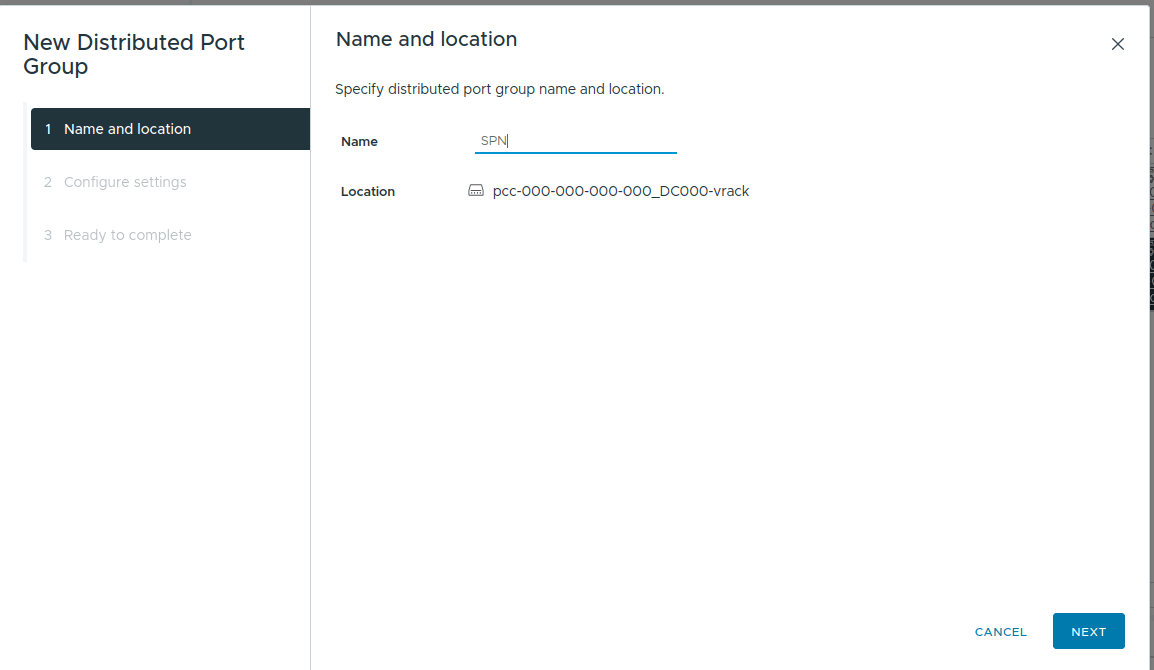 New Distributed Port
Group
1 Name and location
2 Configure settings
3 Ready to complete
Name and location
Specify distributed port group name and location.
Name SPN
Location pcc-000-000-000-000_DC000-vrack
CANCEL NEXT